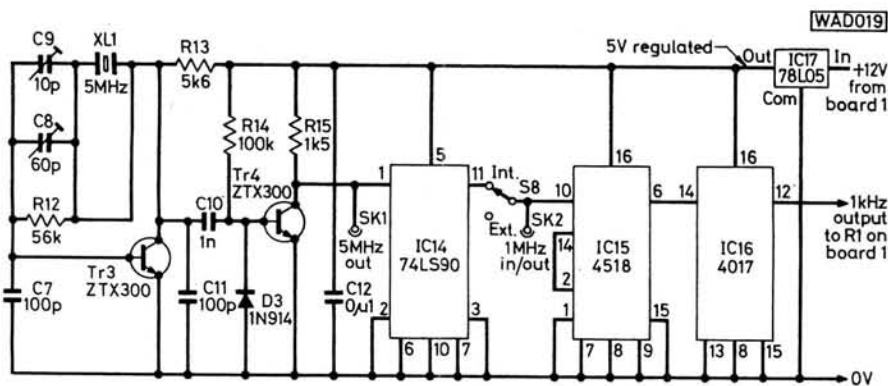 WAD019
5V regulated
Out
IC17
78L05
In
Com
+12V
from
board 1
C9
10p
XL1
5MHz
R13
5k6
C8
60p
R14
100k
R15
1k5
Tr4
ZTX300
R12
56k
C10
1n
Tr3
ZTX300
C7
100p
C11
100p
D3
1N914
C12
0µ1
SK1
5MHz
out
1
5
11
IC14
74LS90
2
3
6
10
7
Int.
S8
Ext.
SK2
1MHz
in/out
10
16
6
14
IC15
4518
2
1
15
7
8
9
14
16
12
IC16
4017
13
8
15
1kHz
output
to R1 on
board 1
0V